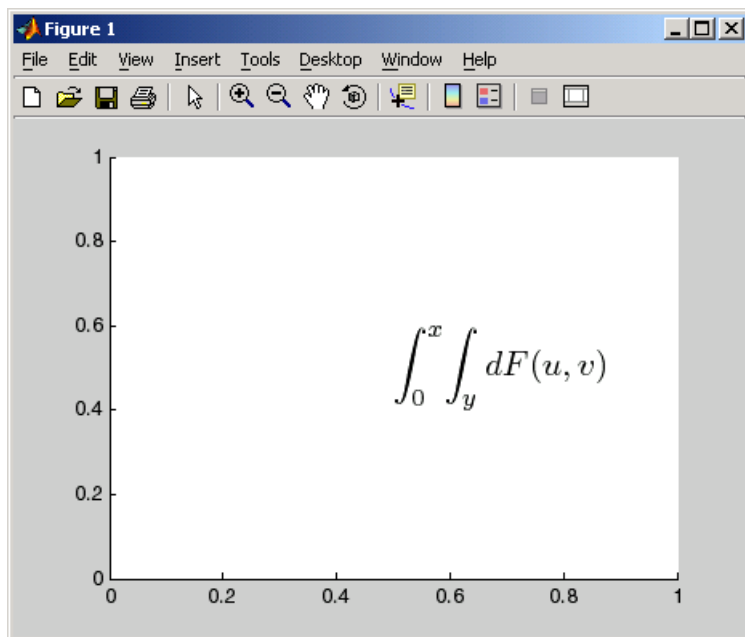 Figure 1
File Edit View Insert Tools Desktop Window Help
1
0.8
0.6
∫₀ˣ ∫_y dF(u, v)
0.4
0.2
0
0 0.2 0.4 0.6 0.8 1